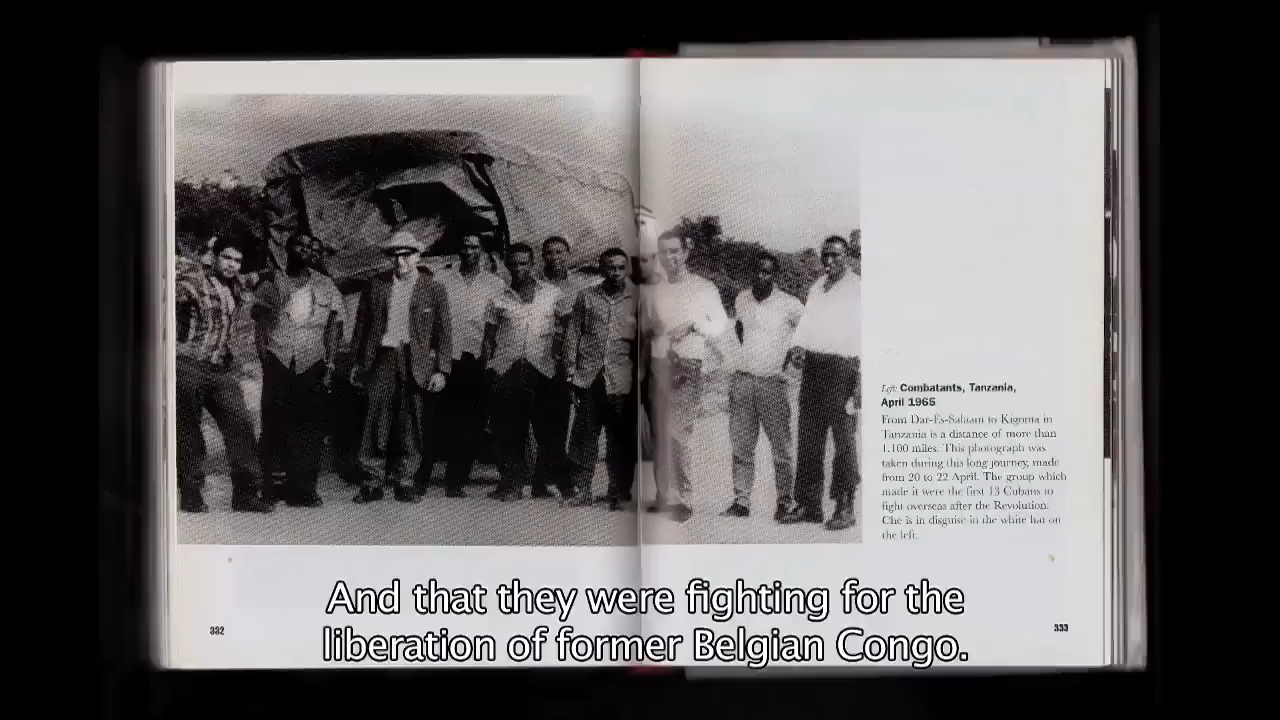 Left: Combatants, Tanzania,
April 1965
From Dar-Es-Salaam to Kigoma in
Tanzania is a distance of more than
1,100 miles. This photograph was
taken during this long journey, made
from 20 to 22 April. The group which
made it were the first 13 Cubans to
fight overseas after the Revolution.
Che is in disguise in the white hat on
the left.
And that they were fighting for the
liberation of former Belgian Congo.
332
333